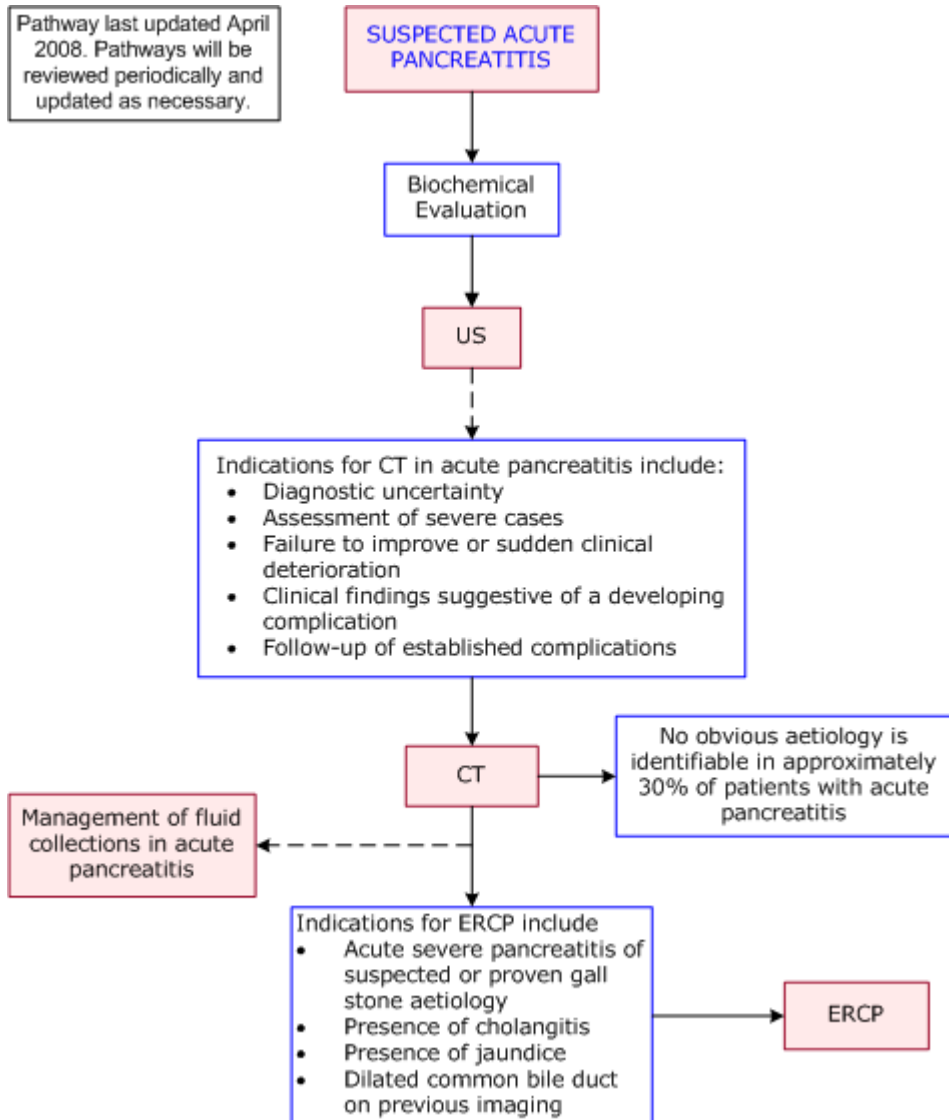 Pathway last updated April
2008. Pathways will be
reviewed periodically and
updated as necessary.
SUSPECTED ACUTE
PANCREATITIS
Biochemical
Evaluation
US
Indications for CT in acute pancreatitis include:
• Diagnostic uncertainty
• Assessment of severe cases
• Failure to improve or sudden clinical
deterioration
• Clinical findings suggestive of a developing
complication
• Follow-up of established complications
CT
No obvious aetiology is
identifiable in approximately
30% of patients with acute
pancreatitis
Management of fluid
collections in acute
pancreatitis
Indications for ERCP include
• Acute severe pancreatitis of
suspected or proven gall
stone aetiology
• Presence of cholangitis
• Presence of jaundice
• Dilated common bile duct
on previous imaging
ERCP